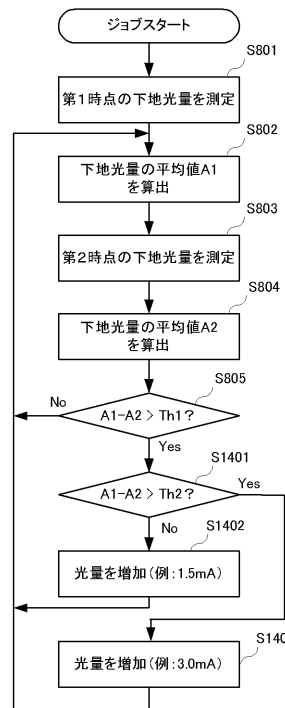 ジョブスタート
S801
第1時点の下地光量を測定
S802
下地光量の平均値A1
を算出
S803
第2時点の下地光量を測定
S804
下地光量の平均値A2
を算出
S805
No
A1-A2 > Th1?
Yes
S1401
A1-A2 > Th2?
Yes
No
S1402
光量を増加(例:1.5mA)
光量を増加(例:3.0mA)